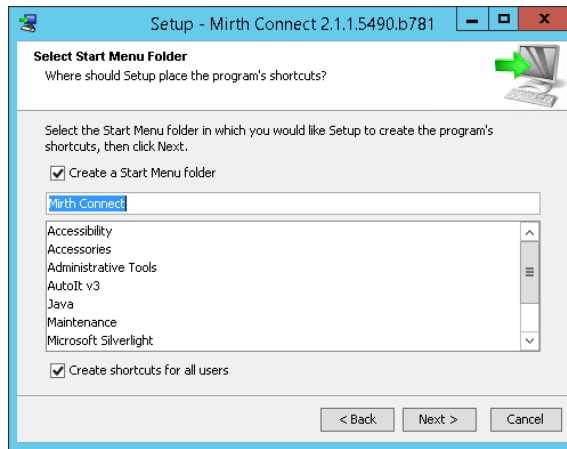 Setup - Mirth Connect 2.1.1.5490.b781
Select Start Menu Folder
Where should Setup place the program's shortcuts?
Select the Start Menu folder in which you would like Setup to create the program's
shortcuts, then click Next.
Create a Start Menu folder
Mirth Connect
Accessibility
Accessories
Administrative Tools
AutoIt v3
Java
Maintenance
Microsoft Silverlight
Create shortcuts for all users
< Back Next > Cancel